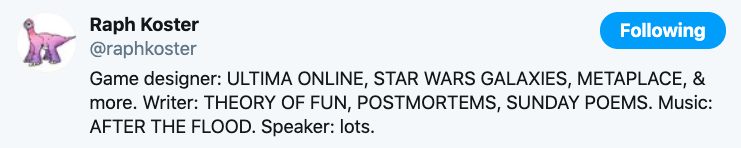 Raph Koster
Following
@raphkoster
Game designer: ULTIMA ONLINE, STAR WARS GALAXIES, METAPLACE, &
more. Writer: THEORY OF FUN, POSTMORTEMS, SUNDAY POEMS. Music:
AFTER THE FLOOD. Speaker: lots.